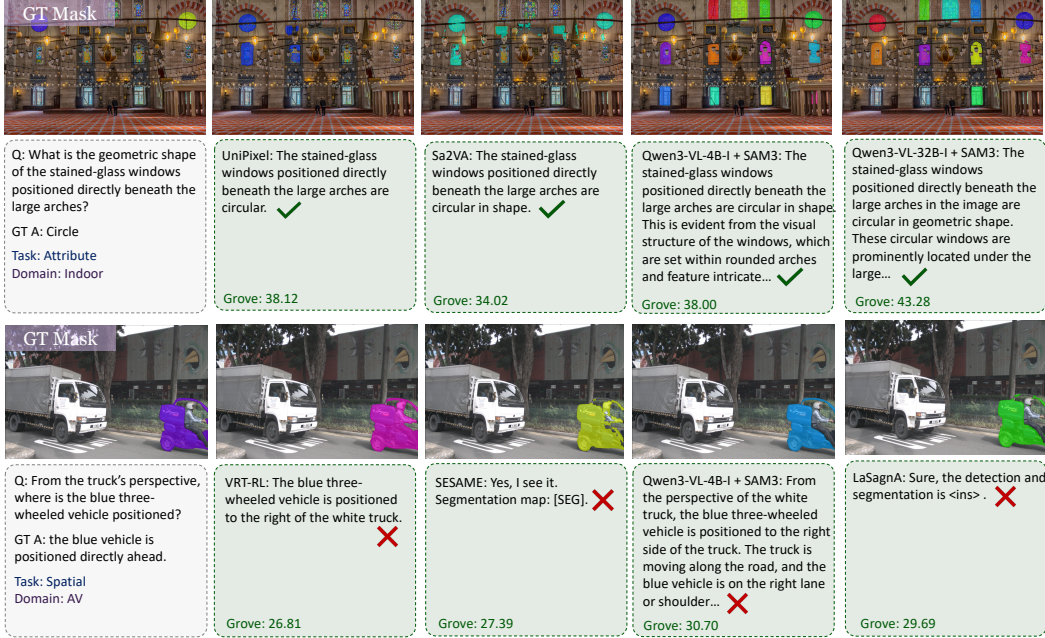 GT Mask
Q: What is the geometric shape
of the stained-glass windows
positioned directly beneath the
large arches?
GT A: Circle
Task: Attribute
Domain: Indoor
UniPixel: The stained-glass
windows positioned directly
beneath the large arches are
circular.
Grove: 38.12
Sa2VA: The stained-glass
windows positioned directly
beneath the large arches are
circular in shape.
Grove: 34.02
Qwen3-VL-4B-I + SAM3: The
stained-glass windows
positioned directly beneath the
large arches are circular in shape.
This is evident from the visual
structure of the windows, which
are set within rounded arches
and feature intricate...
Grove: 38.00
Qwen3-VL-32B-I + SAM3: The
stained-glass windows
positioned directly beneath the
large arches in the image are
circular in geometric shape.
These circular windows are
prominently located under the
large...
Grove: 43.28
GT Mask
Q: From the truck's perspective,
where is the blue three-
wheeled vehicle positioned?
GT A: the blue vehicle is
positioned directly ahead.
Task: Spatial
Domain: AV
VRT-RL: The blue three-
wheeled vehicle is positioned
to the right of the white truck.
Grove: 26.81
SESAME: Yes, I see it.
Segmentation map: [SEG].
Grove: 27.39
Qwen3-VL-4B-I + SAM3: From
the perspective of the white
truck, the blue three-wheeled
vehicle is positioned to the right
side of the truck. The truck is
moving along the road, and the
blue vehicle is on the right lane
or shoulder...
Grove: 30.70
LaSagnA: Sure, the detection and
segmentation is <ins> .
Grove: 29.69